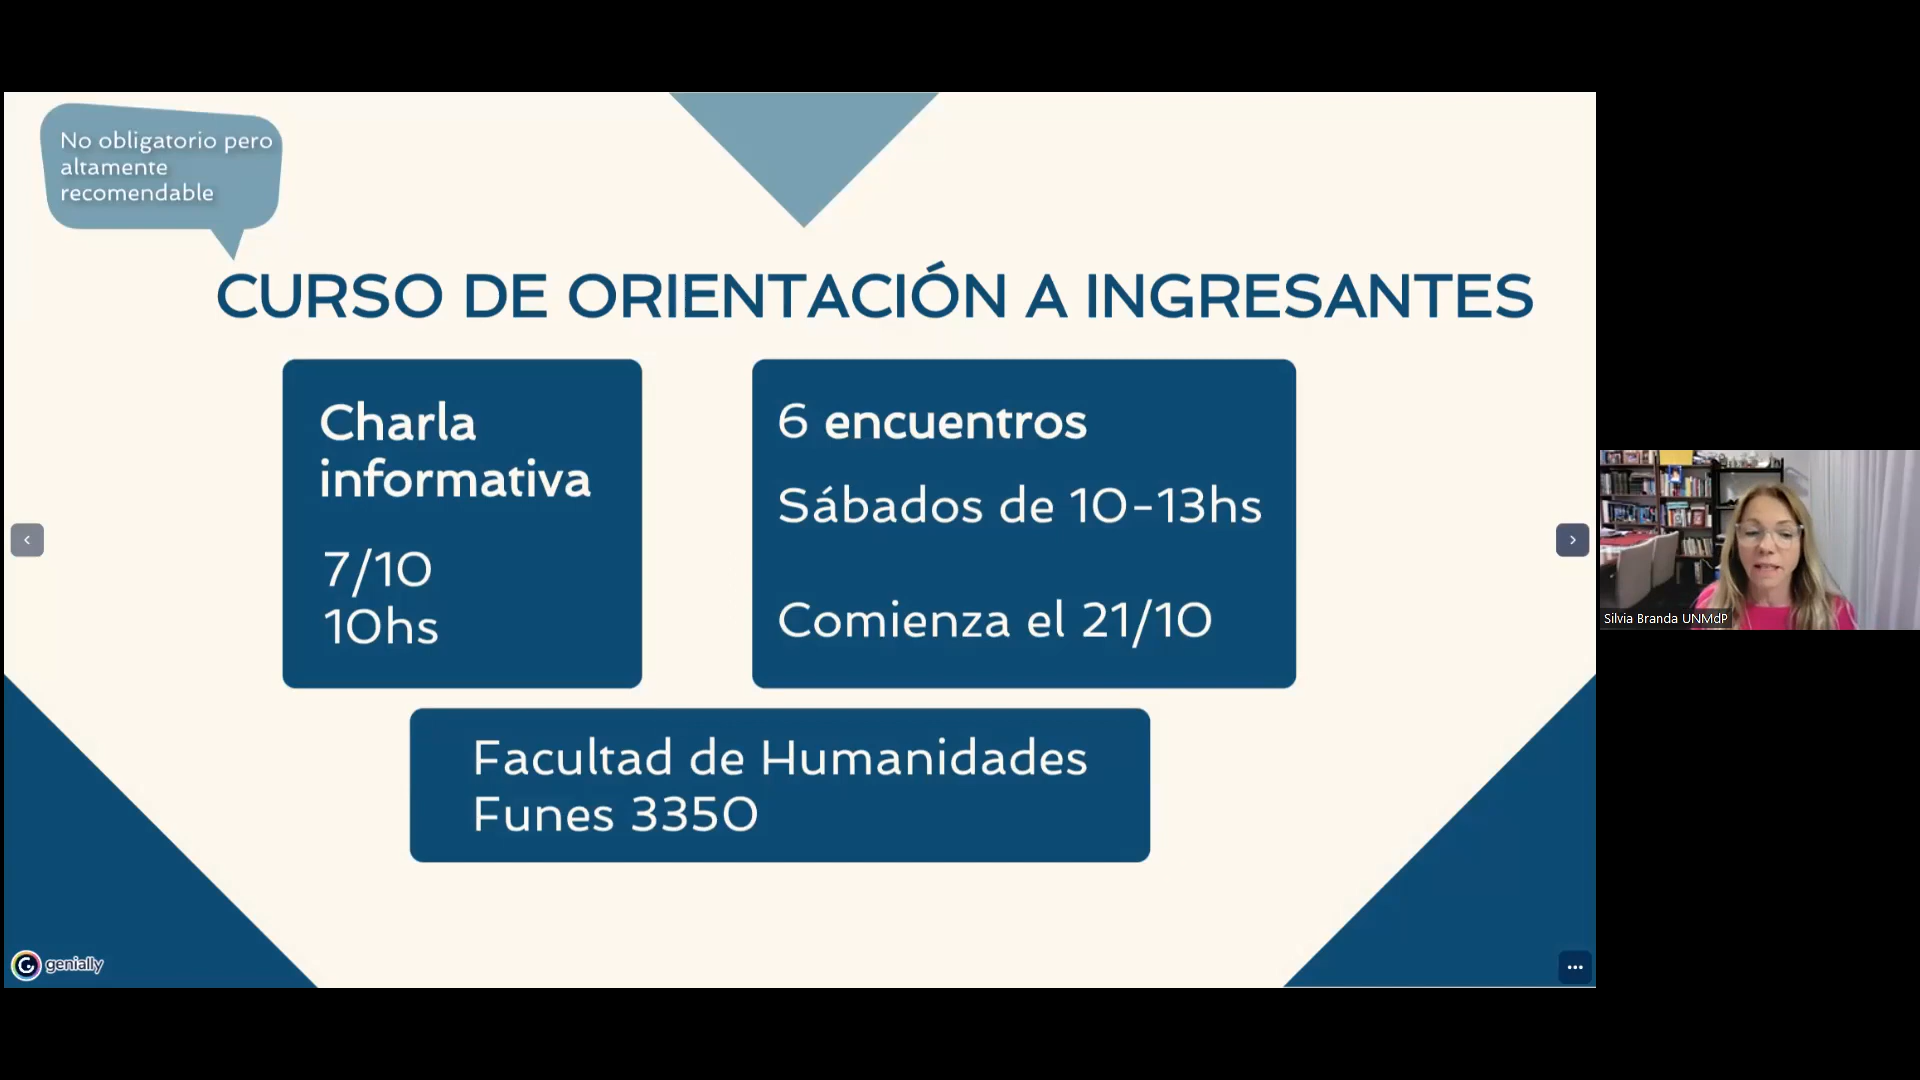 No obligatorio pero
altamente
recomendable
CURSO DE ORIENTACIÓN A INGRESANTES
Charla
informativa
7/10
10hs
6 encuentros
Sábados de 10-13hs
Comienza el 21/10
Facultad de Humanidades
Funes 3350
genially
Silvia Branda UNMdP